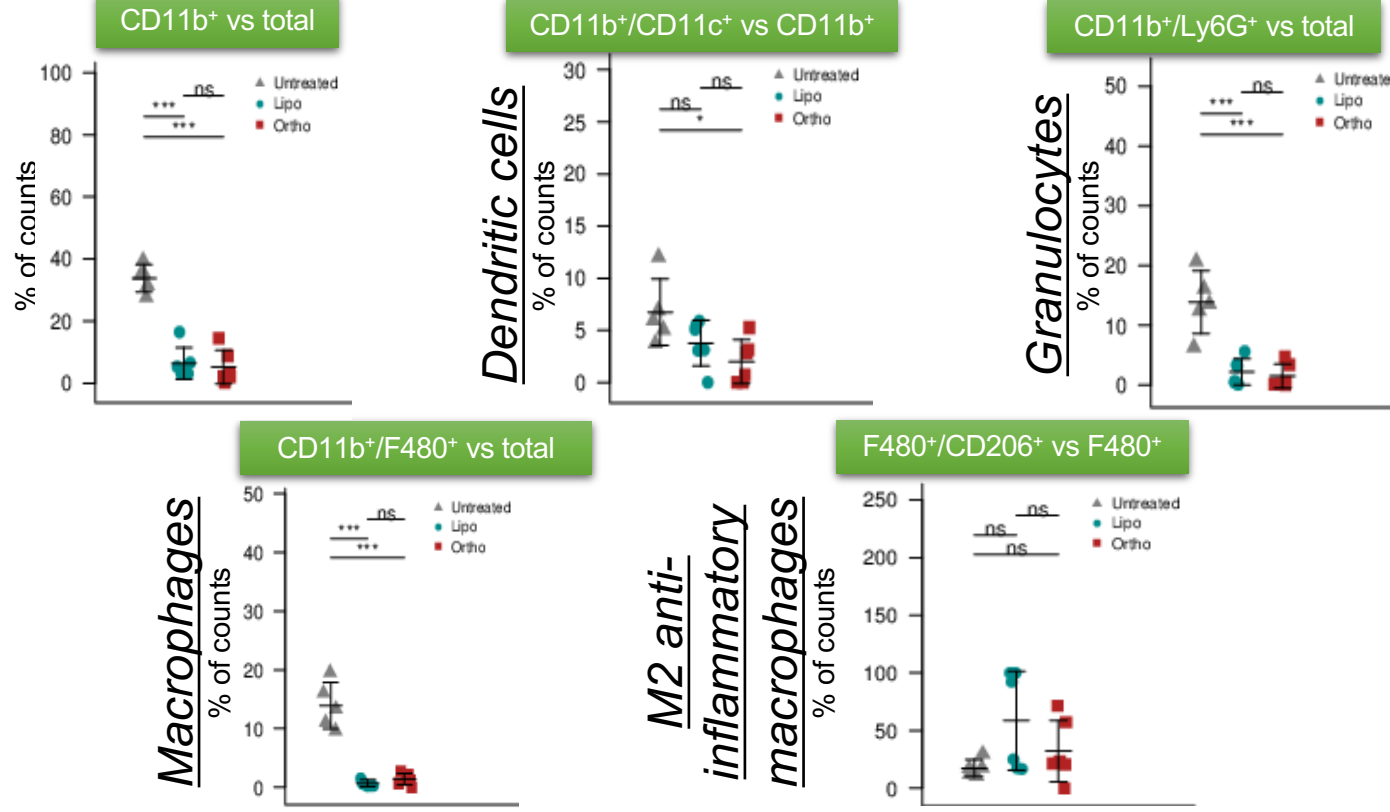 CD11b⁺ vs total
100
80
60
40
20
0
% of counts
ns
***
***
Untreated
Lipo
Ortho
CD11b⁺/CD11c⁺ vs CD11b⁺
Dendritic cells
% of counts
30
25
20
15
10
5
0
ns
ns
*
Untreated
Lipo
Ortho
CD11b⁺/Ly6G⁺ vs total
Granulocytes
% of counts
50
40
30
20
10
0
ns
***
***
Untreate
Lipo
Ortho
CD11b⁺/F480⁺ vs total
Macrophages
% of counts
50
40
30
20
10
0
ns
***
***
Untreated
Lipo
Ortho
F480⁺/CD206⁺ vs F480⁺
M2 anti-
inflammatory
macrophages
% of counts
250
200
150
100
50
0
ns
ns
ns
Untreated
Lipo
Ortho